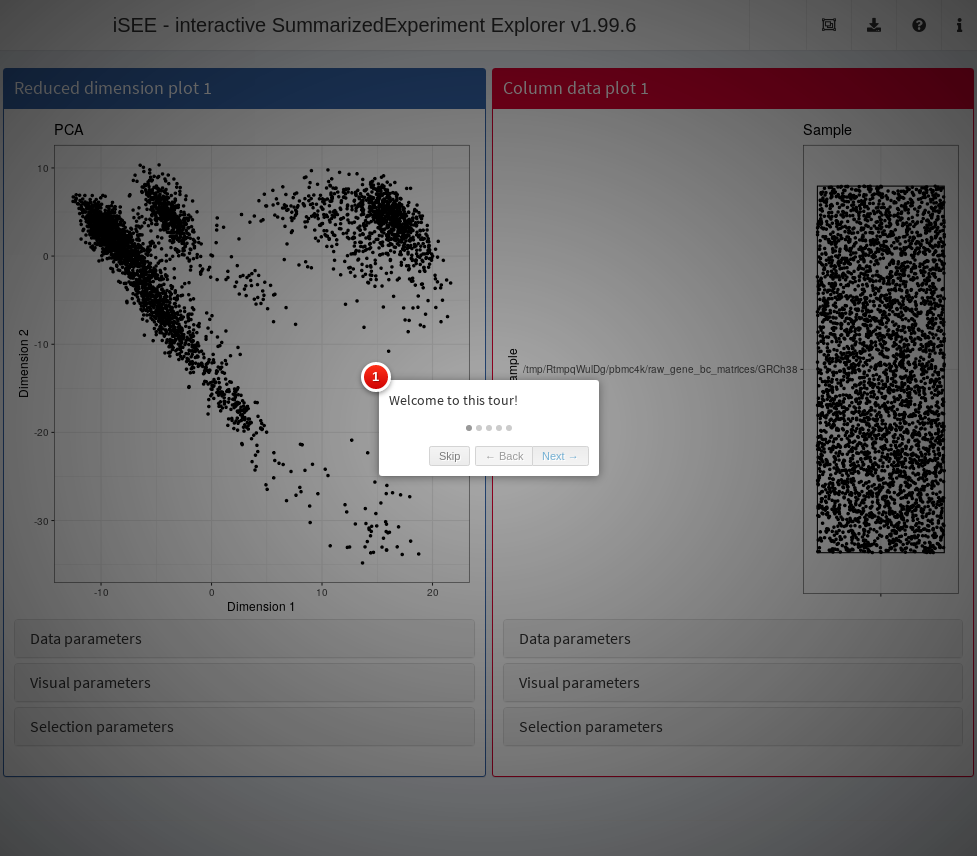 iSEE - interactive SummarizedExperiment Explorer v1.99.6
Reduced dimension plot 1
PCA
10
0
-10
-20
-30
Dimension 2
-10
0
10
20
Dimension 1
Data parameters
Visual parameters
Selection parameters
Column data plot 1
Sample
ample
/tmp/RtmpqWulDg/pbmc4k/raw_gene_bc_matrices/GRCh38
Data parameters
Visual parameters
Selection parameters
1
Welcome to this tour!
Skip
← Back
Next →